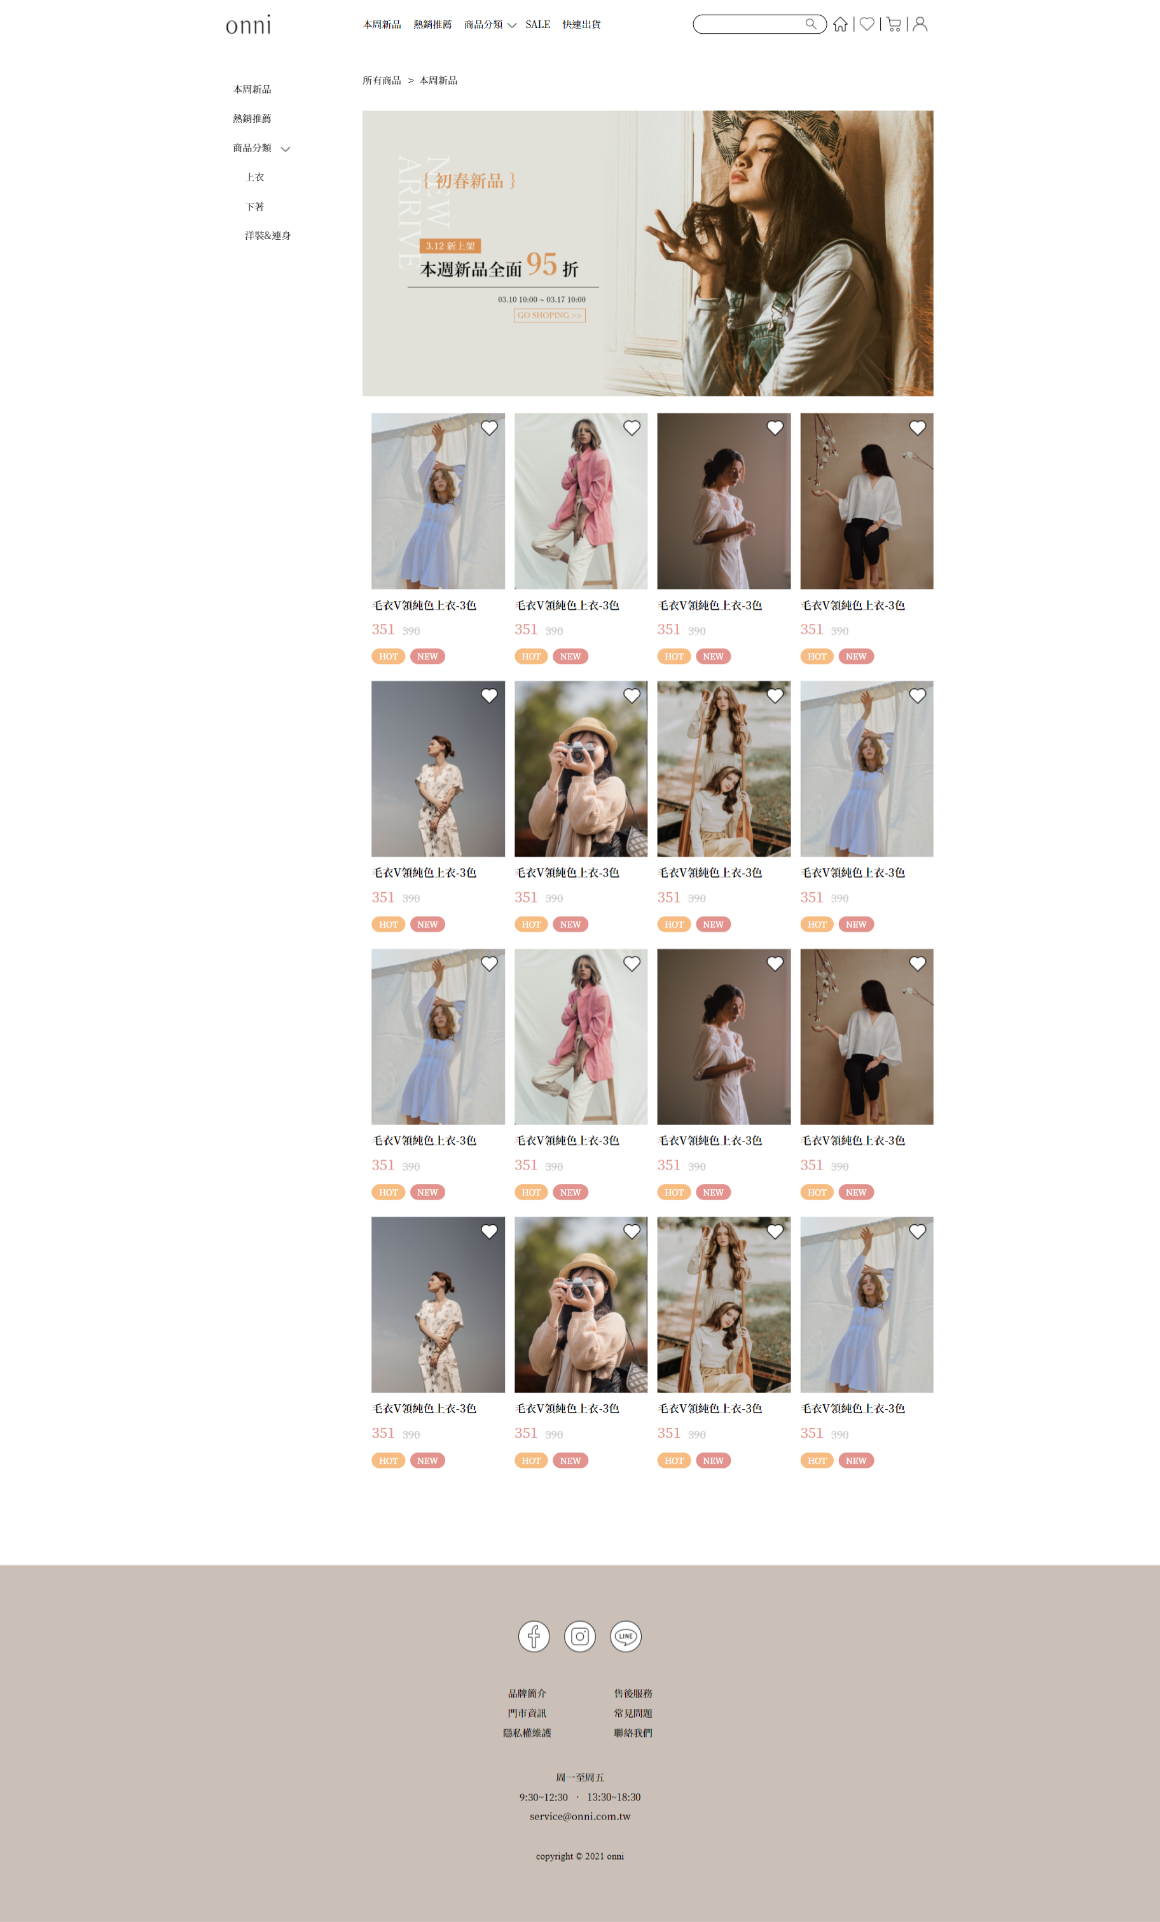 onni
本周新品 熱銷推薦 商品分類 SALE 快速出貨
本周新品
熱銷推薦
商品分類
上衣
下著
洋裝&連身
所有商品 > 本周新品
NEW
ARRIVE
{ 初春新品 }
3.12 新上架
本週新品全面 95 折
03.10 10:00 ~ 03.17 10:00
GO SHOPING >>
毛衣V領純色上衣-3色 毛衣V領純色上衣-3色 毛衣V領純色上衣-3色 毛衣V領純色上衣-3色
351 390 351 390 351 390 351 390
HOT NEW HOT NEW HOT NEW HOT NEW
毛衣V領純色上衣-3色 毛衣V領純色上衣-3色 毛衣V領純色上衣-3色 毛衣V領純色上衣-3色
351 390 351 390 351 390 351 390
HOT NEW HOT NEW HOT NEW HOT NEW
毛衣V領純色上衣-3色 毛衣V領純色上衣-3色 毛衣V領純色上衣-3色 毛衣V領純色上衣-3色
351 390 351 390 351 390 351 390
HOT NEW HOT NEW HOT NEW HOT NEW
毛衣V領純色上衣-3色 毛衣V領純色上衣-3色 毛衣V領純色上衣-3色 毛衣V領純色上衣-3色
351 390 351 390 351 390 351 390
HOT NEW HOT NEW HOT NEW HOT NEW
LINE
品牌簡介 售後服務
門市資訊 常見問題
隱私權維護 聯絡我們
周一至周五
9:30~12:30 · 13:30~18:30
service@onni.com.tw
copyright © 2021 onni